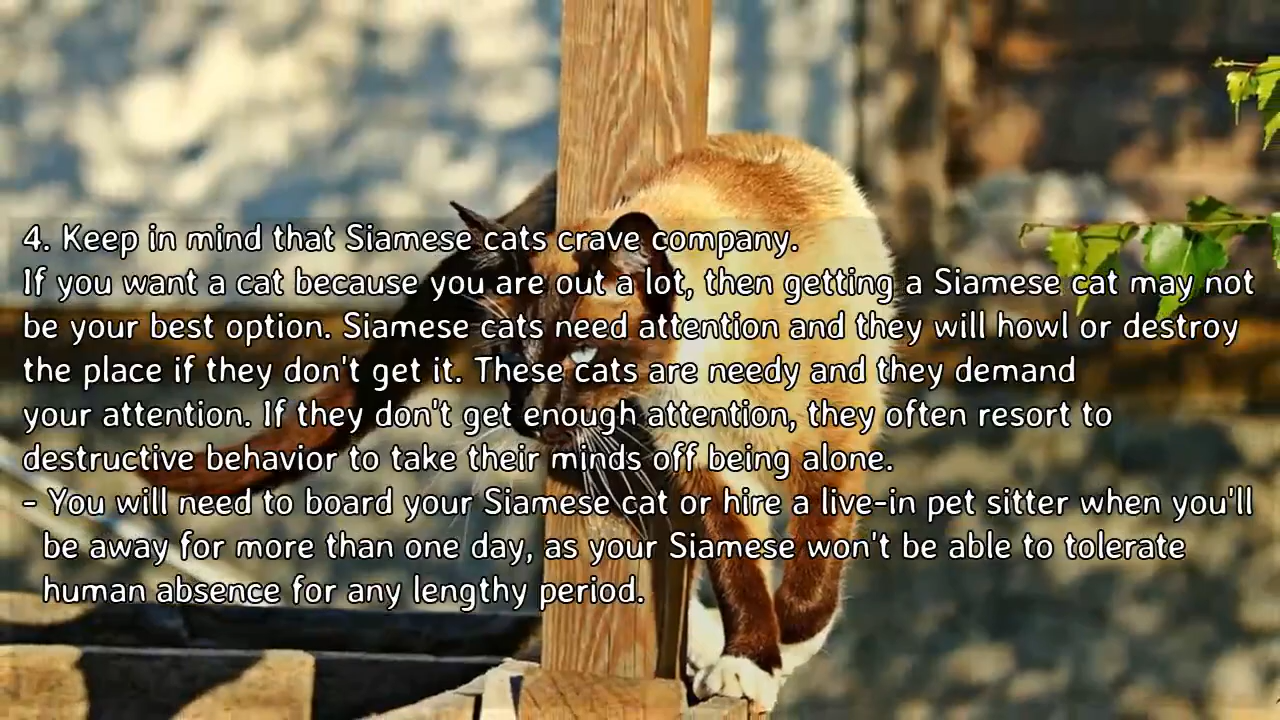 4. Keep in mind that Siamese cats crave company.
If you want a cat because you are out a lot, then getting a Siamese cat may not
be your best option. Siamese cats need attention and they will howl or destroy
the place if they don't get it. These cats are needy and they demand
your attention. If they don't get enough attention, they often resort to
destructive behavior to take their minds off being alone.
- You will need to board your Siamese cat or hire a live-in pet sitter when you'll
be away for more than one day, as your Siamese won't be able to tolerate
human absence for any lengthy period.